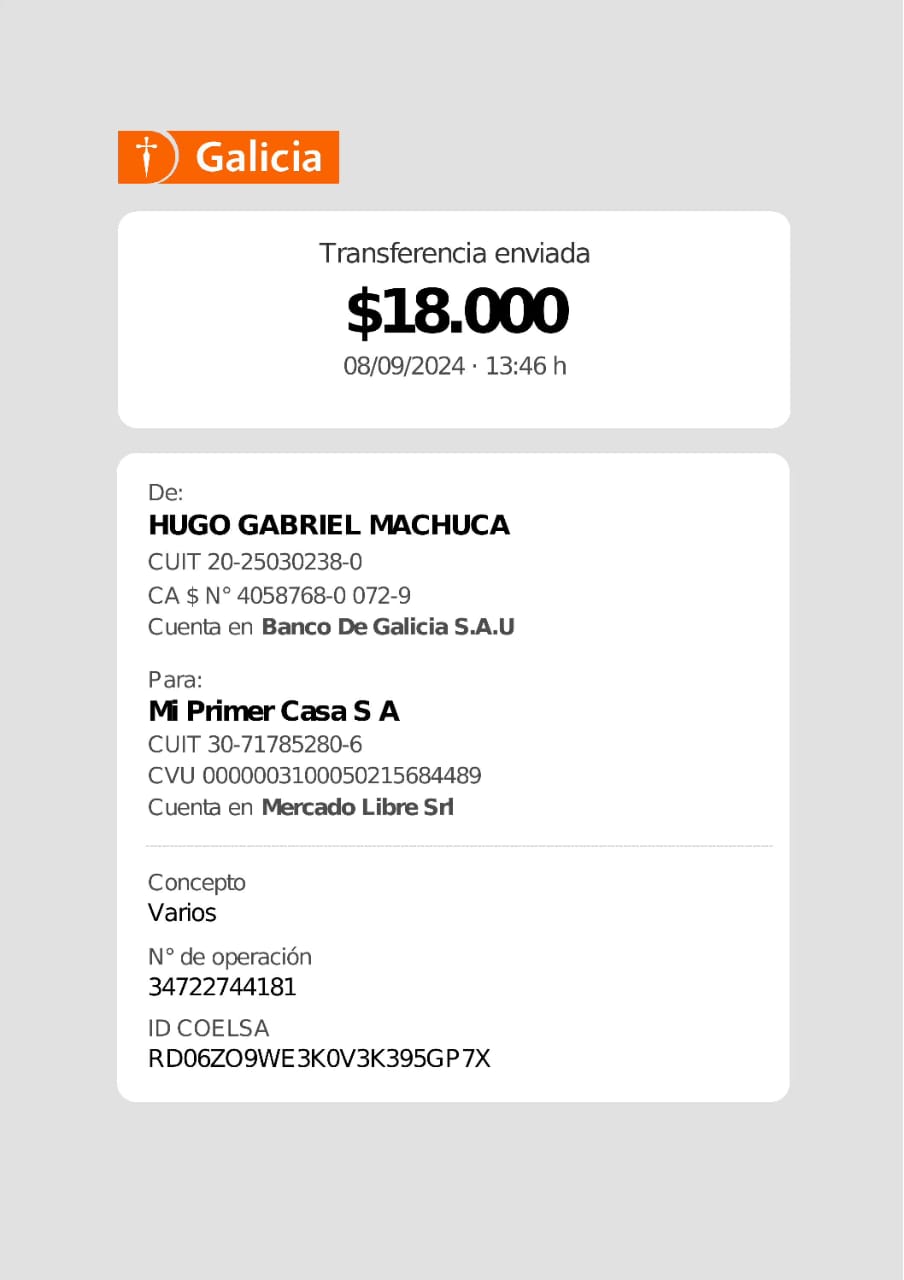 Galicia
Transferencia enviada
$18.000
08/09/2024 · 13:46 h
De:
HUGO GABRIEL MACHUCA
CUIT 20-25030238-0
CA $ N° 4058768-0 072-9
Cuenta en Banco De Galicia S.A.U
Para:
Mi Primer Casa S A
CUIT 30-71785280-6
CVU 0000003100050215684489
Cuenta en Mercado Libre Srl
Concepto
Varios
N° de operación
34722744181
ID COELSA
RD06ZO9WE3K0V3K395GP7X